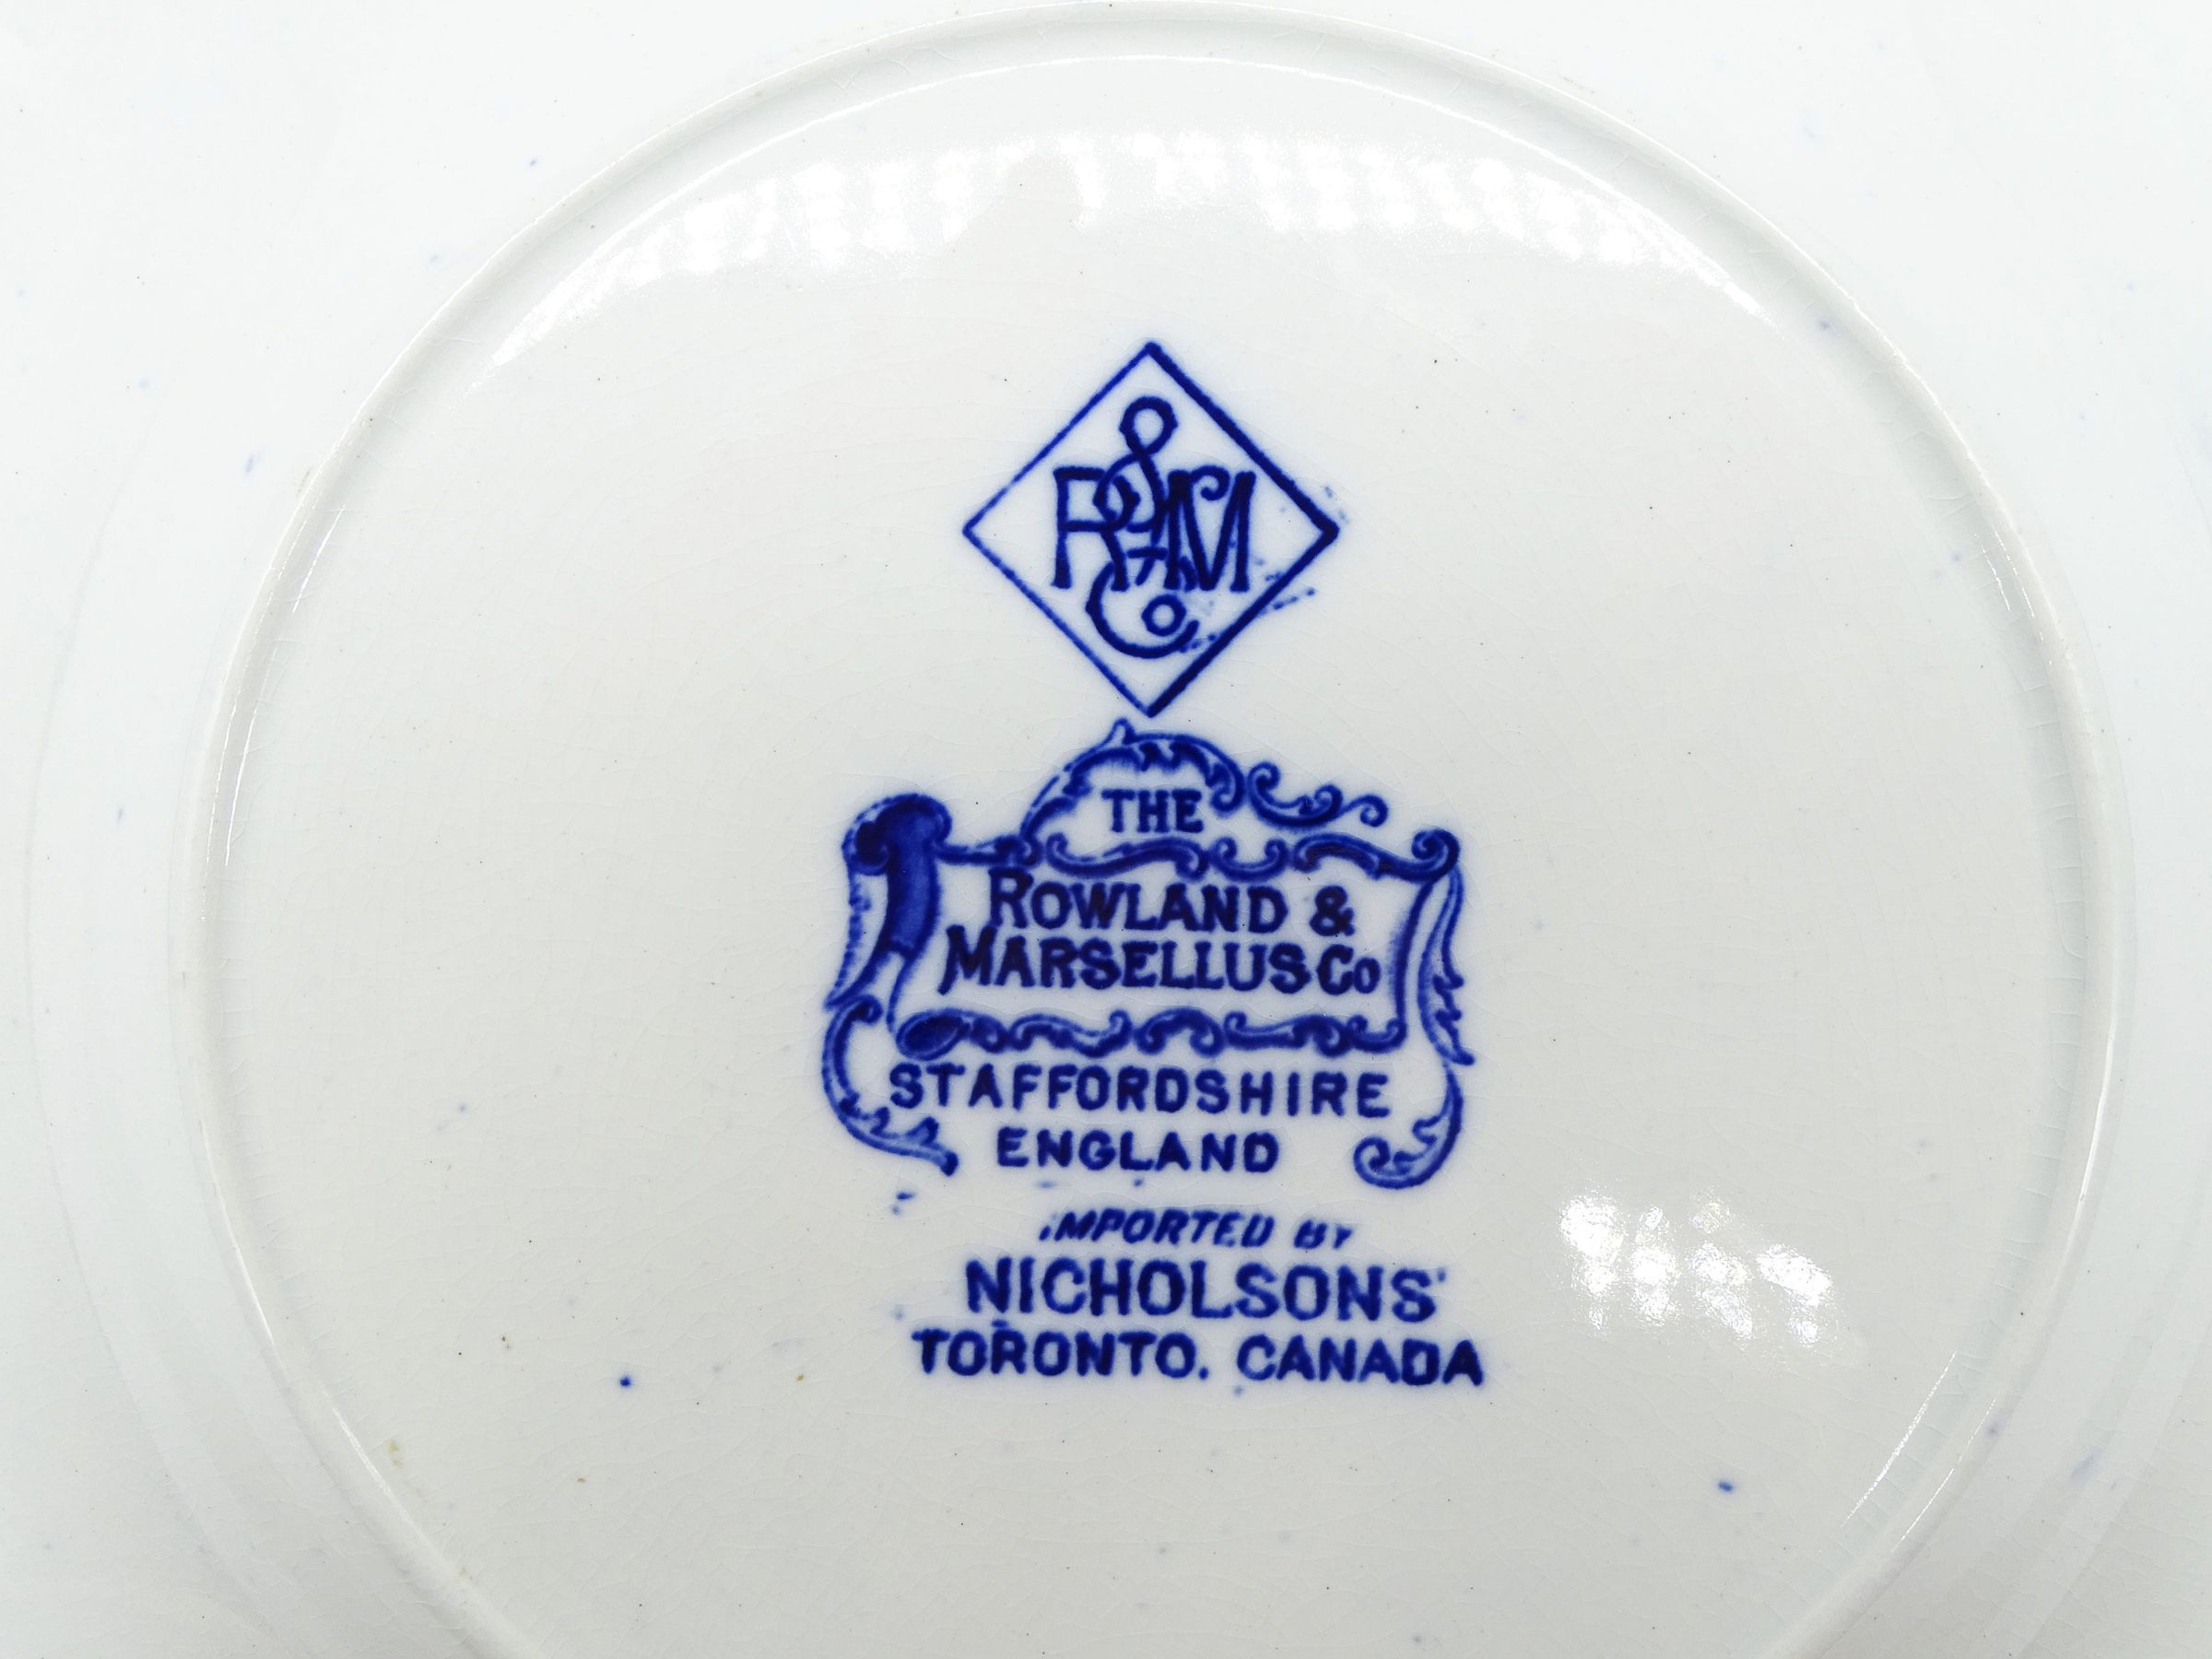 R & M
Co
THE
ROWLAND &
MARSELLUS Co
STAFFORDSHIRE
ENGLAND
IMPORTED BY
NICHOLSONS'
TORONTO. CANADA